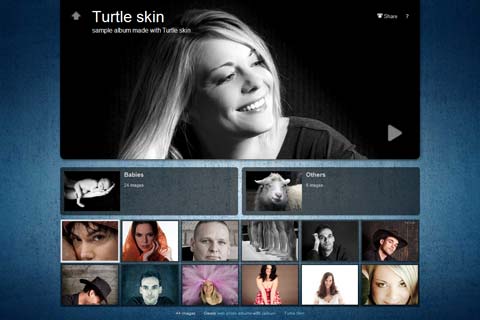 Turtle skin
Share ?
sample album made with Turtle skin
Babies
24 images
Others
6 images
44 images Create web photo albums with Jalbum Turtle Skin